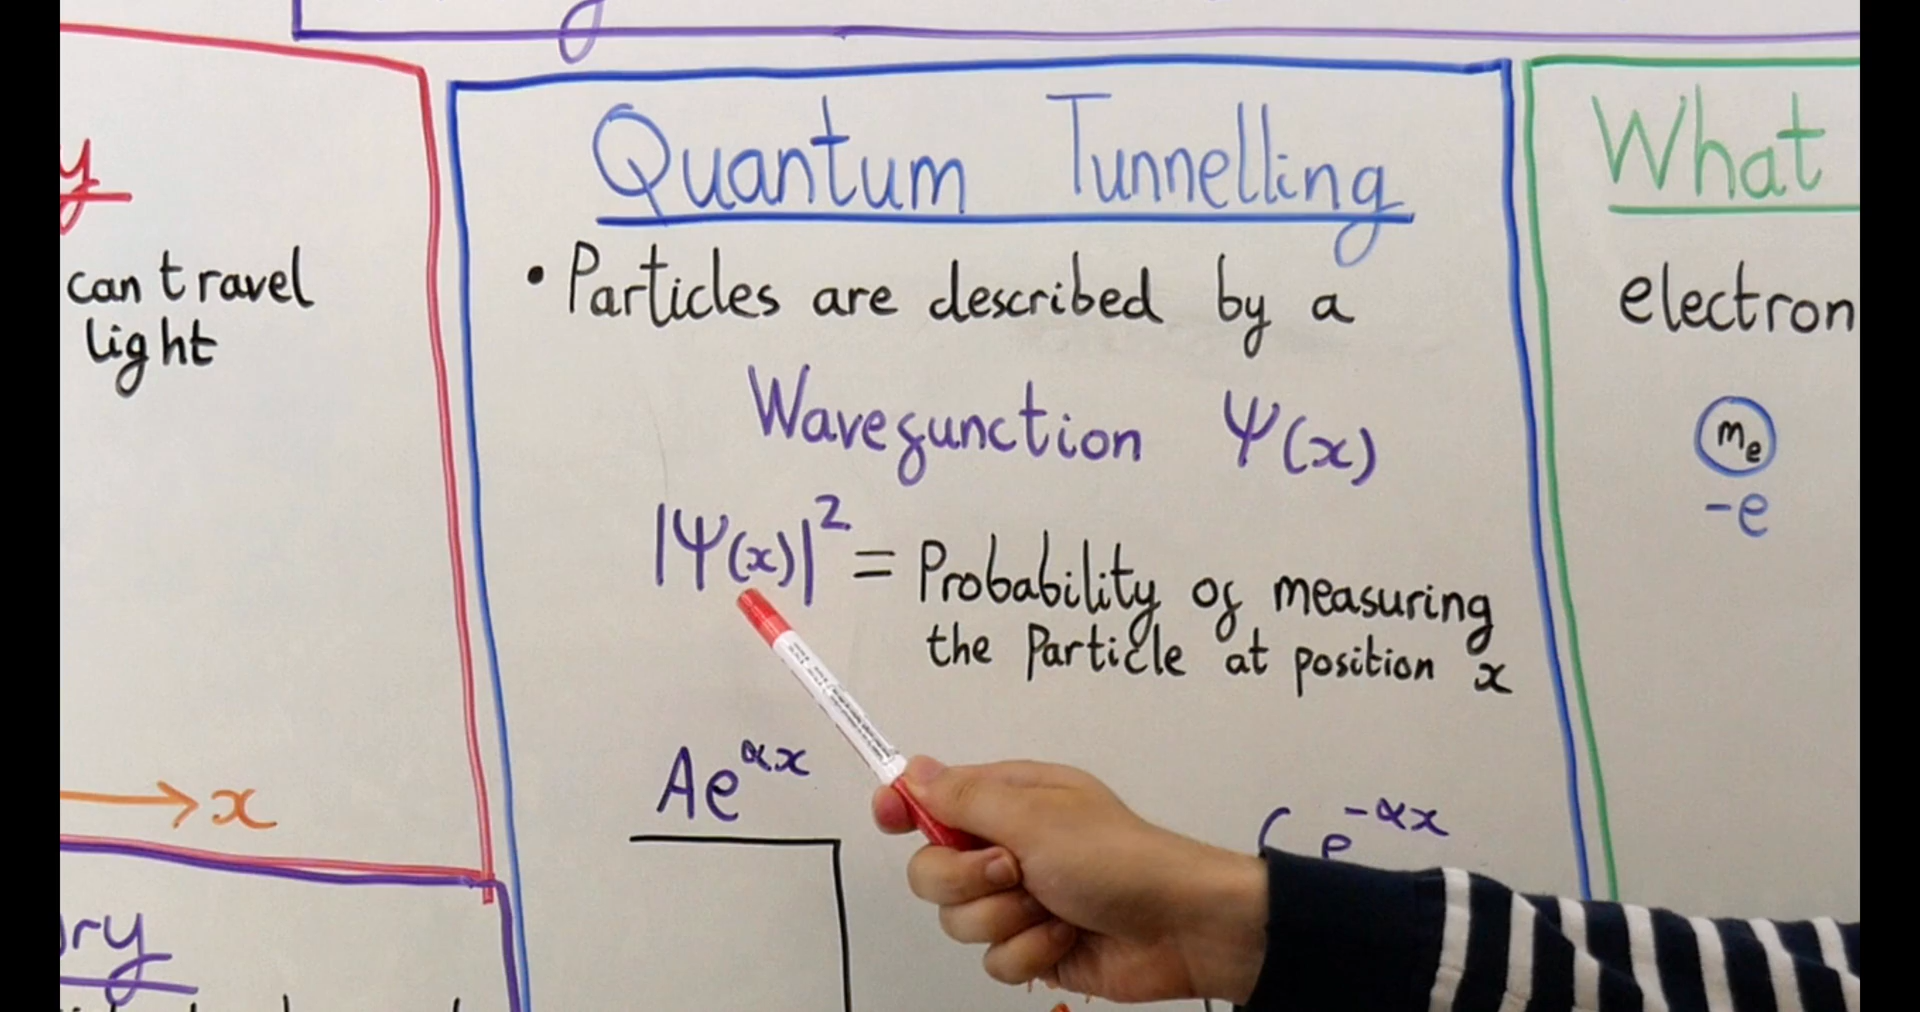 can travel
light
x
Quantum Tunnelling
• Particles are described by a
Wavefunction Ψ(x)
|Ψ(x)|² = Probability of measuring
the Particle at position x
Ae^αx
e^-αx
What
electron
mₑ
-e